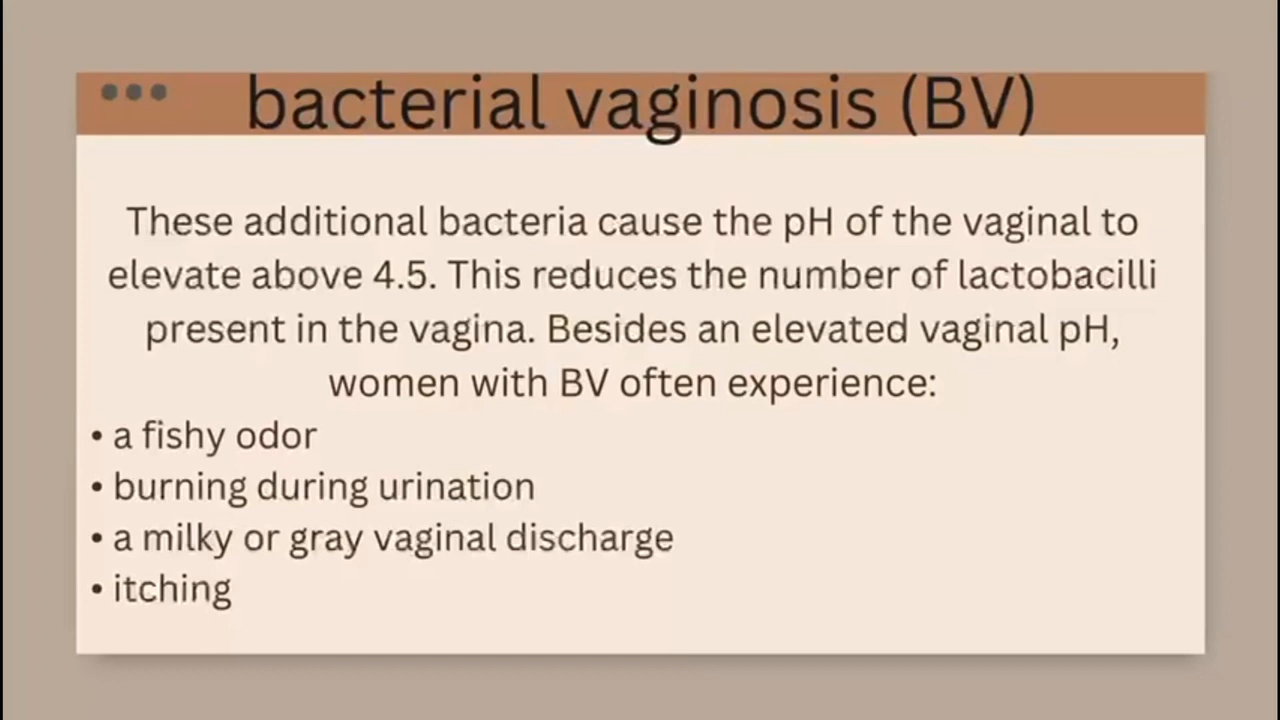 bacterial vaginosis (BV)
These additional bacteria cause the pH of the vaginal to
elevate above 4.5. This reduces the number of lactobacilli
present in the vagina. Besides an elevated vaginal pH,
women with BV often experience:
• a fishy odor
• burning during urination
• a milky or gray vaginal discharge
• itching